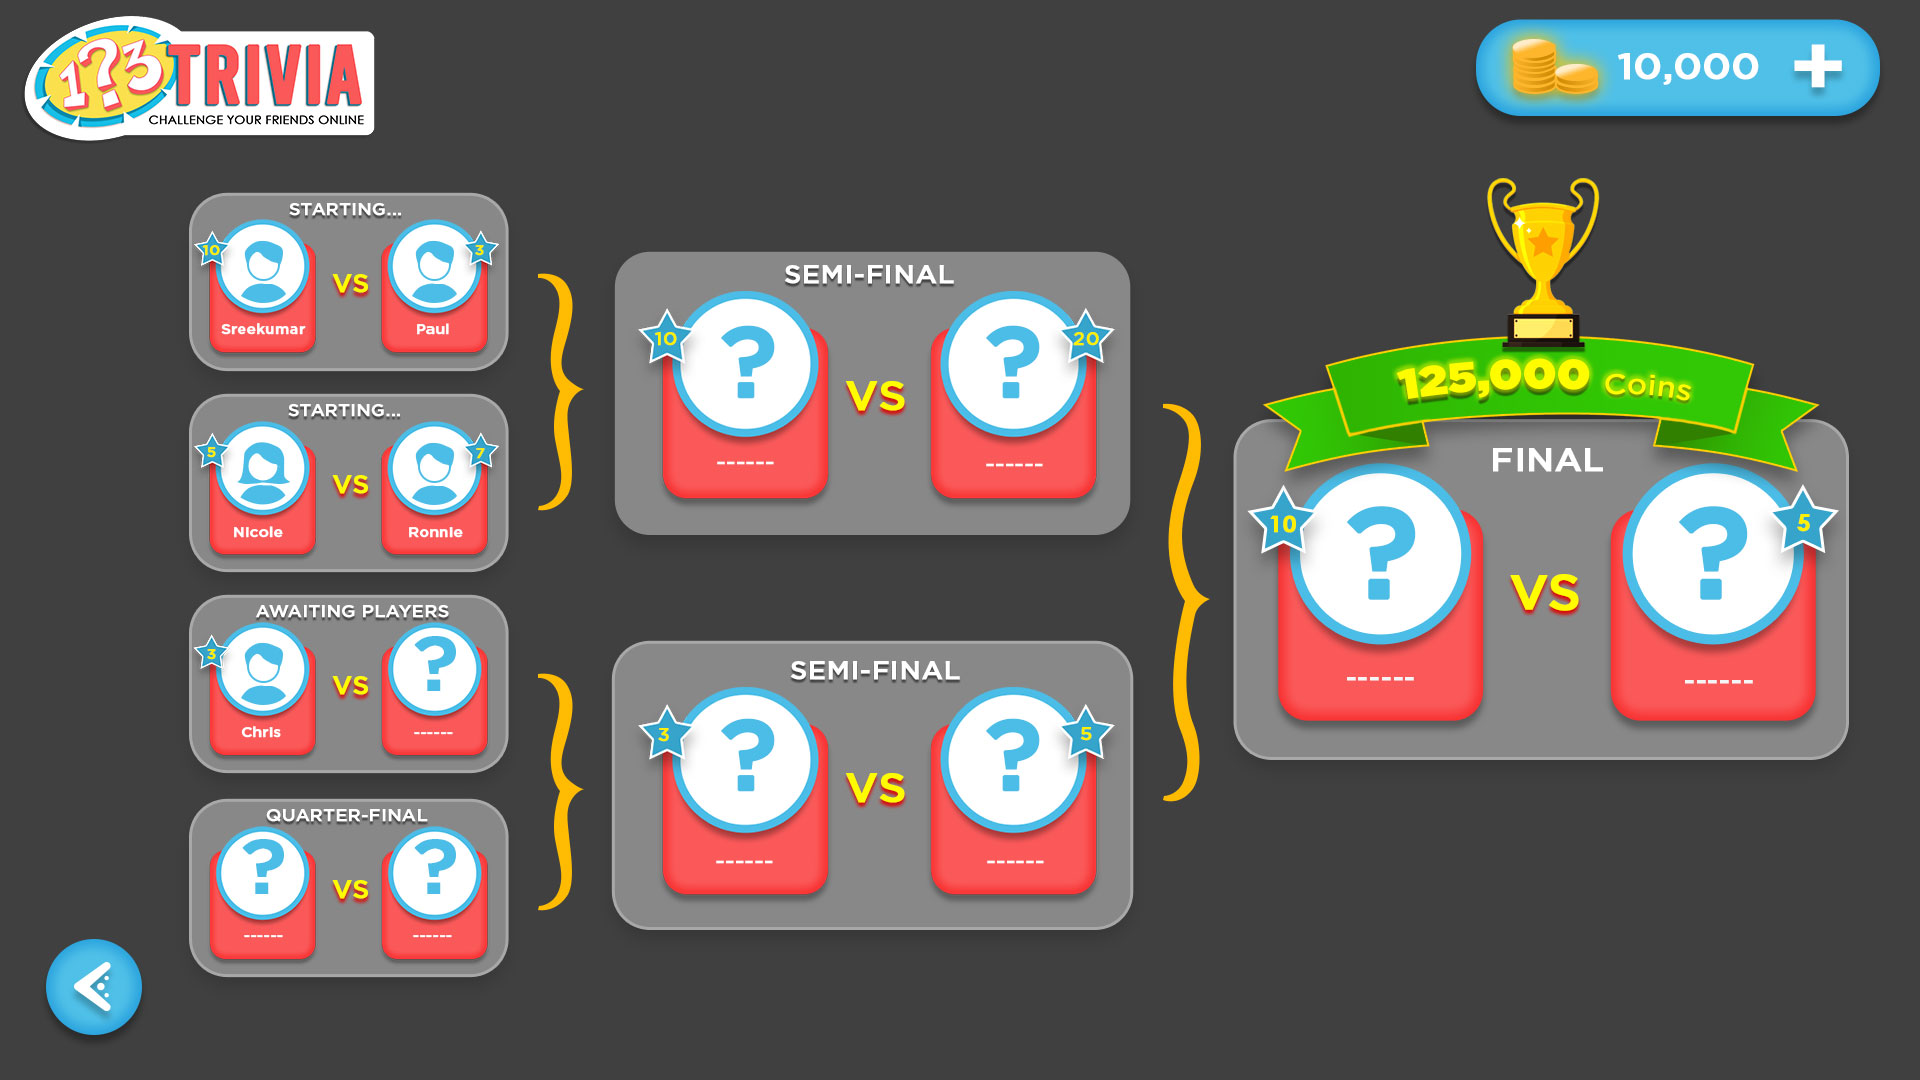 1?3 TRIVIA
CHALLENGE YOUR FRIENDS ONLINE
10,000 +
STARTING...
10 3
VS
Sreekumar Paul
STARTING...
5 7
VS
Nicole Ronnie
AWAITING PLAYERS
3 ?
VS
Chris ------
QUARTER-FINAL
? ?
VS
------ ------
SEMI-FINAL
10 ? ? 20
VS
------ ------
SEMI-FINAL
3 ? ? 5
VS
------ ------
125,000 Coins
FINAL
10 ? ? 5
VS
------ ------